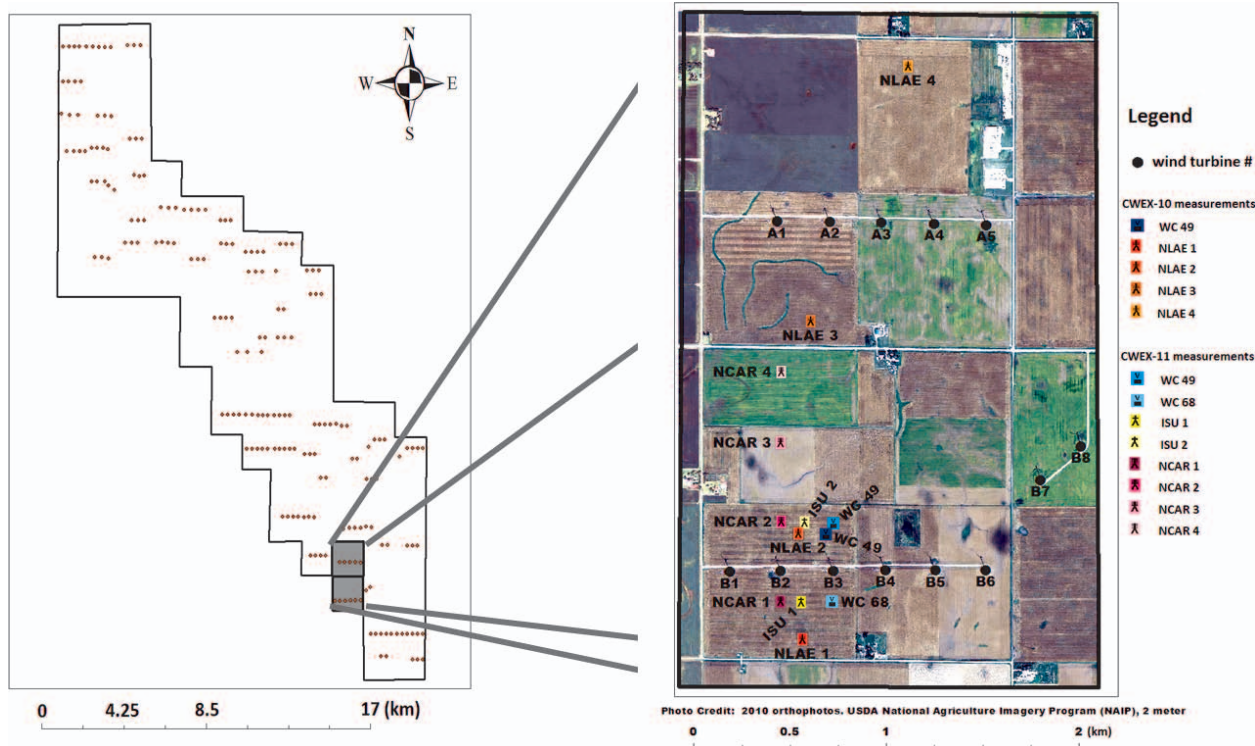 N
W E
S
0 4.25 8.5 17 (km)
NLAE 4
A1 A2 A3 A4 A5
NLAE 3
NCAR 4
NCAR 3
B8
B7
ISU 2
WC 49
NCAR 2
NLAE 2
WC 49
B1 B2 B3 B4 B5 B6
NCAR 1
WC 68
ISU 1
NLAE 1
Legend
wind turbine #
CWEX-10 measurements
WC 49
NLAE 1
NLAE 2
NLAE 3
NLAE 4
CWEX-11 measurements
WC 49
WC 68
ISU 1
ISU 2
NCAR 1
NCAR 2
NCAR 3
NCAR 4
Photo Credit: 2010 orthophotos. USDA National Agriculture Imagery Program (NAIP), 2 meter
0 0.5 1 2 (km)